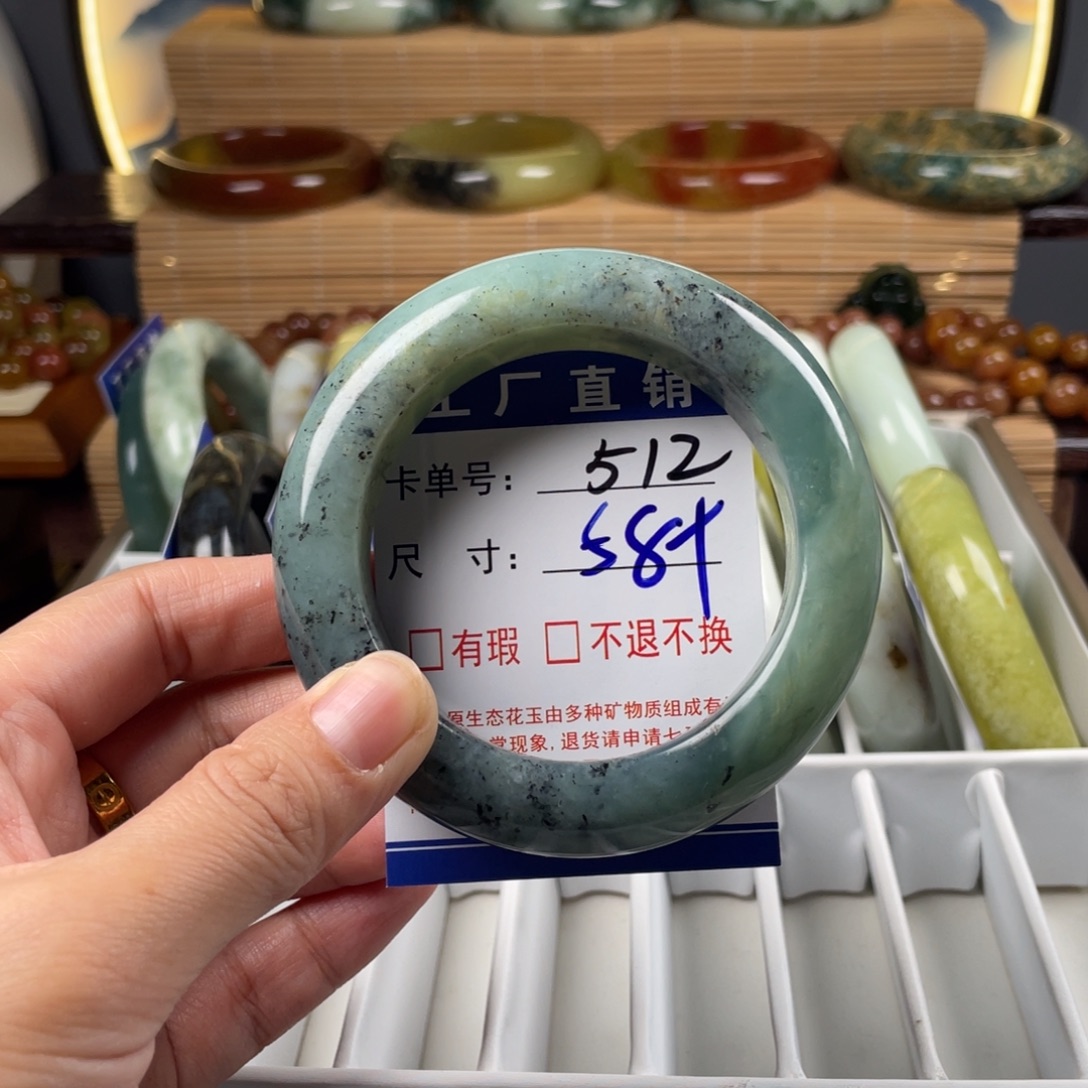 工厂直销
卡单号：512
尺 寸：584
□有瑕 □不退不换
原生态花玉由多种矿物质组成有
常现象,退货请申请七